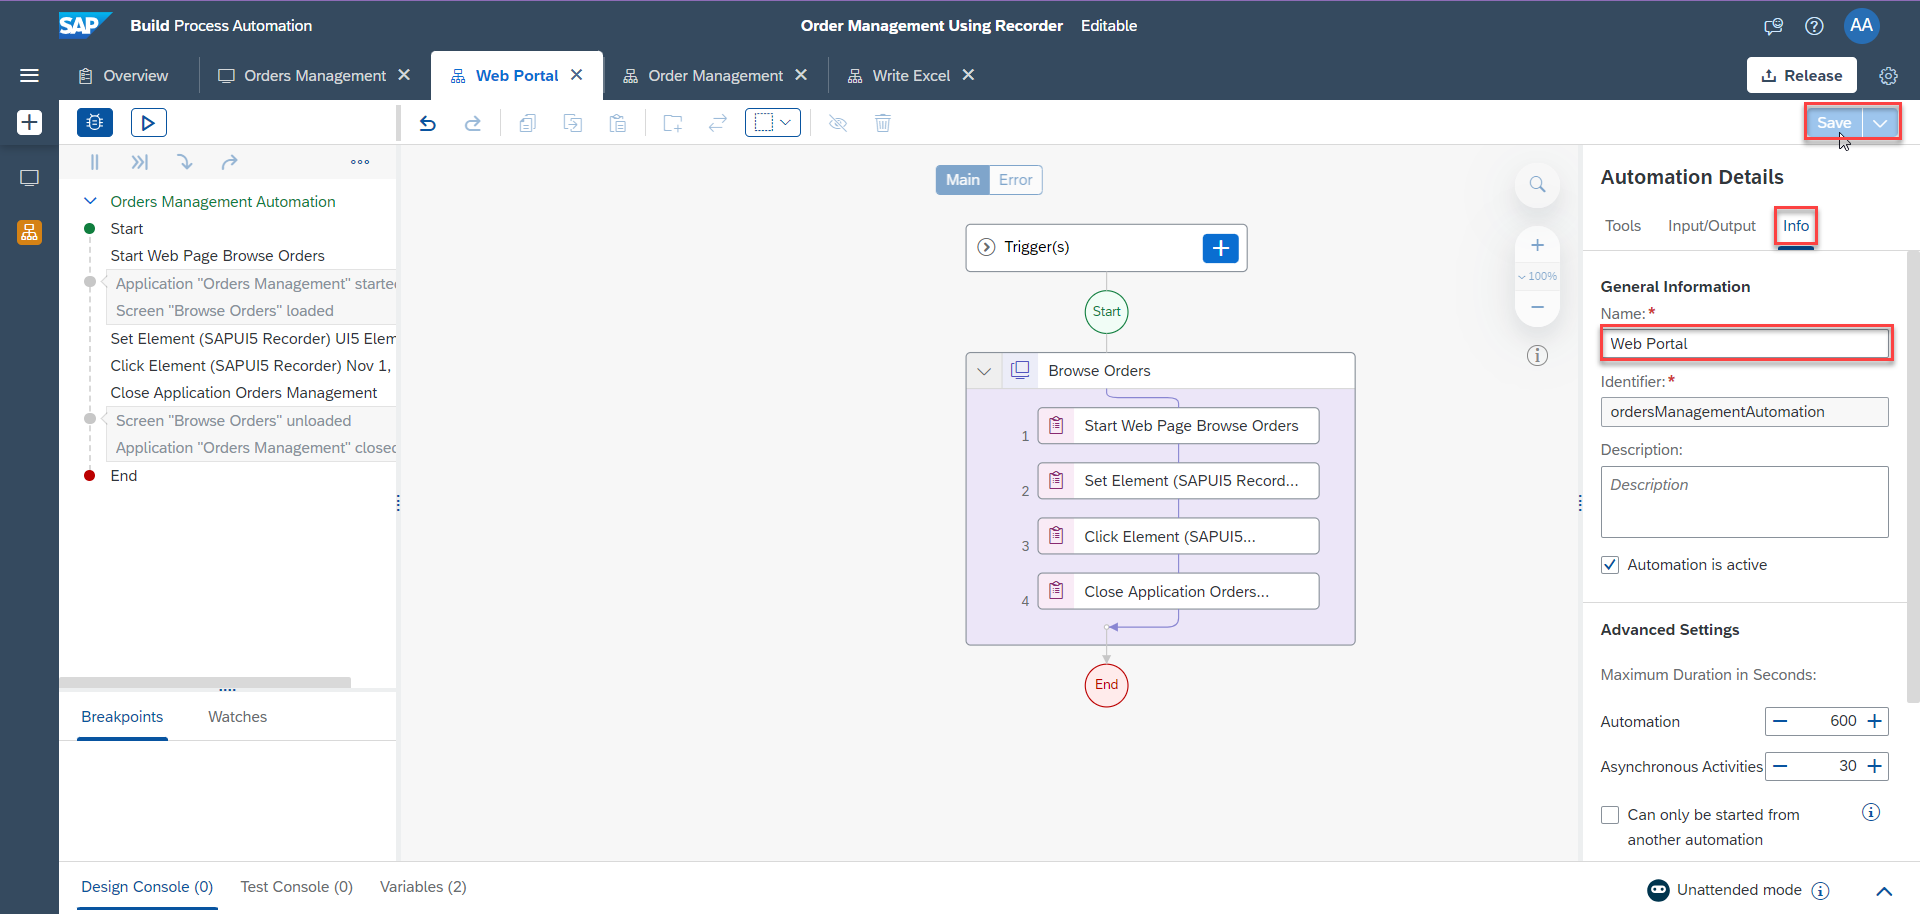 SAP Build Process Automation
Order Management Using Recorder Editable
AA
Overview
Orders Management
Web Portal
Order Management
Write Excel
Release
Save
Orders Management Automation
Start
Start Web Page Browse Orders
Application "Orders Management" starte
Screen "Browse Orders" loaded
Set Element (SAPUI5 Recorder) UI5 Elem
Click Element (SAPUI5 Recorder) Nov 1,
Close Application Orders Management
Screen "Browse Orders" unloaded
Application "Orders Management" closed
End
Breakpoints
Watches
Main
Error
Trigger(s)
Start
Browse Orders
1 Start Web Page Browse Orders
2 Set Element (SAPUI5 Record...
3 Click Element (SAPUI5...
4 Close Application Orders...
End
100%
Automation Details
Tools
Input/Output
Info
General Information
Name:*
Web Portal
Identifier:*
ordersManagementAutomation
Description:
Description
Automation is active
Advanced Settings
Maximum Duration in Seconds:
Automation
600
Asynchronous Activities
30
Can only be started from
another automation
Design Console (0)
Test Console (0)
Variables (2)
Unattended mode